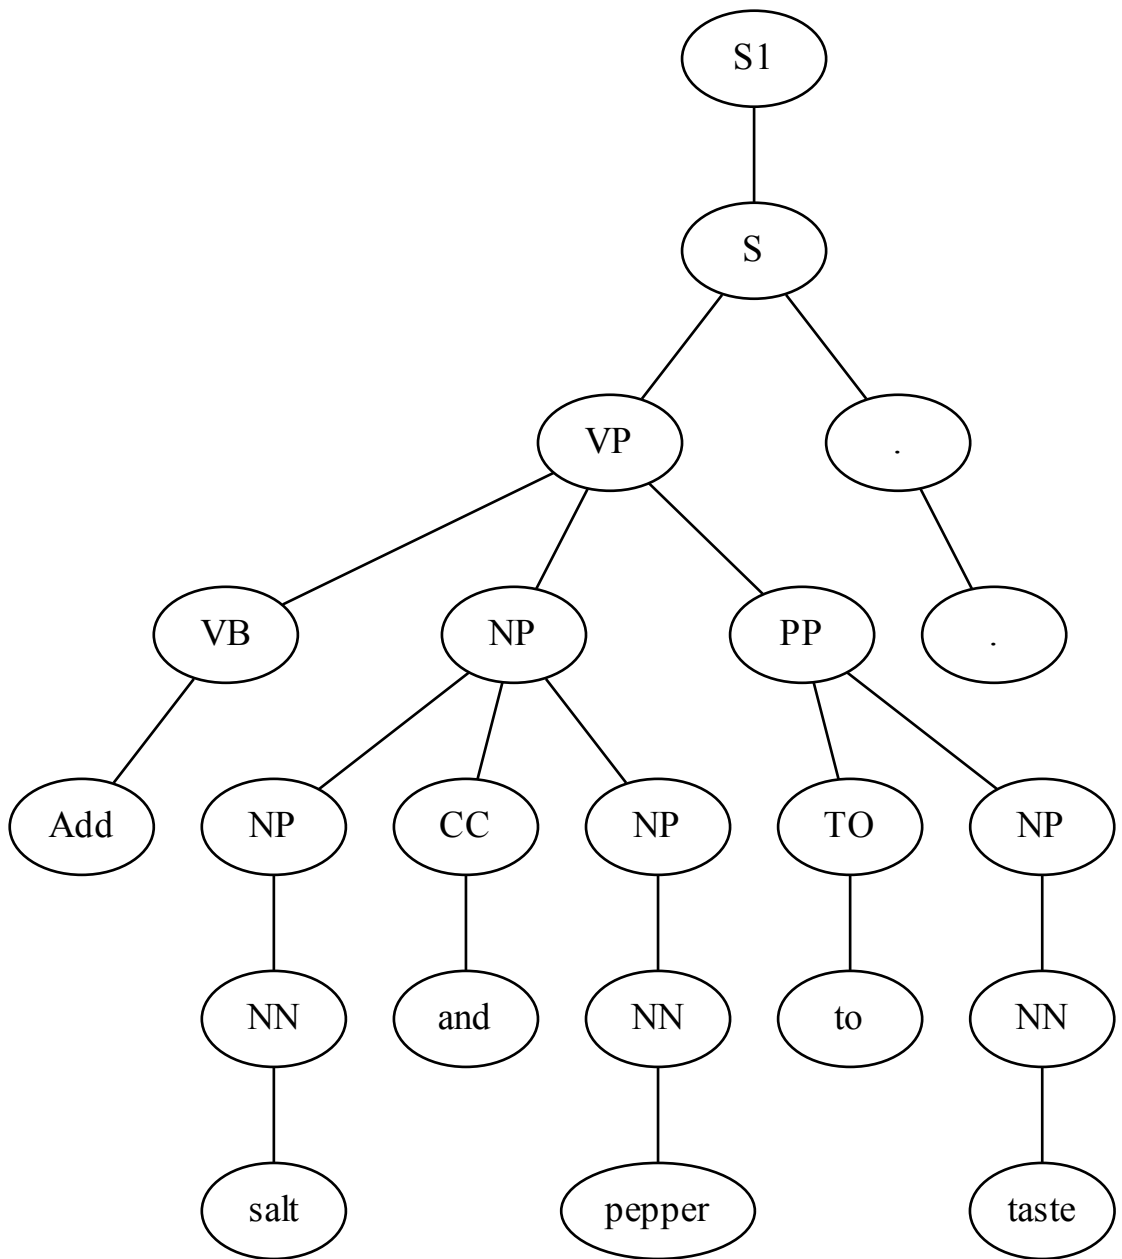 S1
S
VP .
VB NP PP .
Add NP CC NP TO NP
NN and NN to NN
salt pepper taste